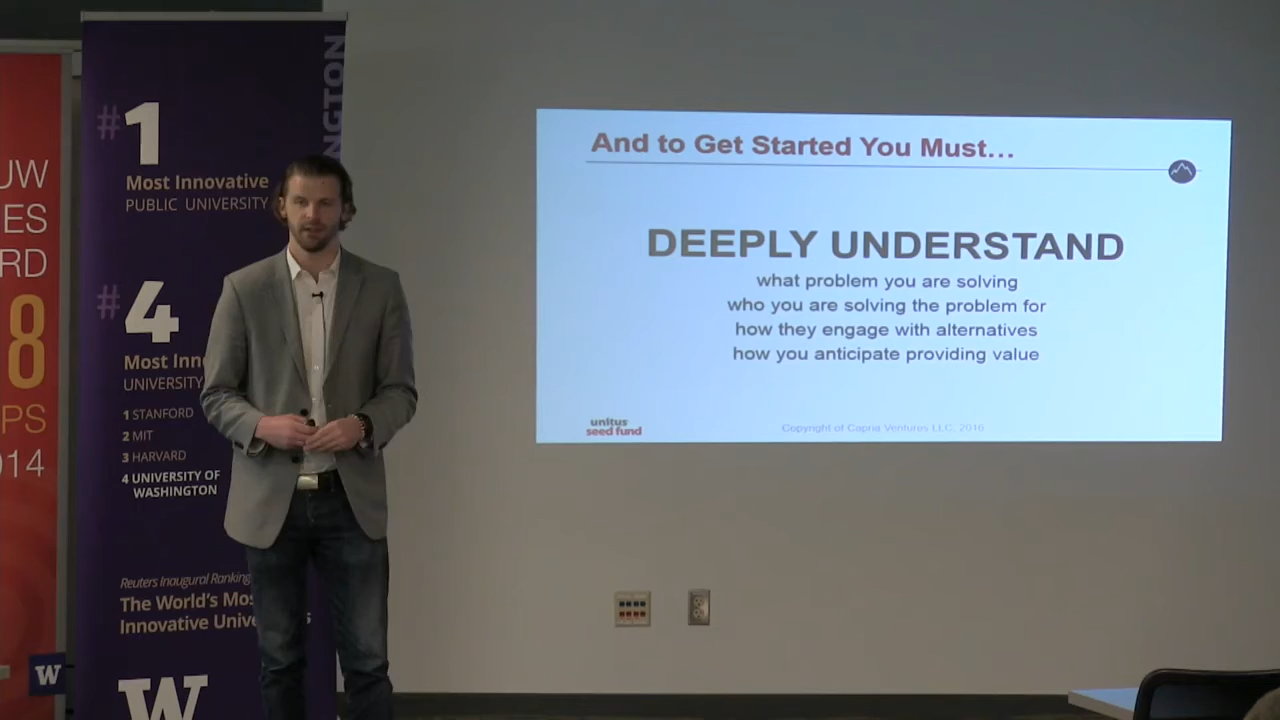 UW
ES
RD
8
PS
014
W
NGTON
#1
Most Innovative
PUBLIC UNIVERSITY
#4
Most Inn
UNIVERSITY
1 STANFORD
2 MIT
3 HARVARD
4 UNIVERSITY OF
WASHINGTON
Reuters Inaugural Ranking
The World's Mos
Innovative Unive s
W
And to Get Started You Must...
DEEPLY UNDERSTAND
what problem you are solving
who you are solving the problem for
how they engage with alternatives
how you anticipate providing value
unitus
seed fund
Copyright of Capria Ventures LLC, 2016